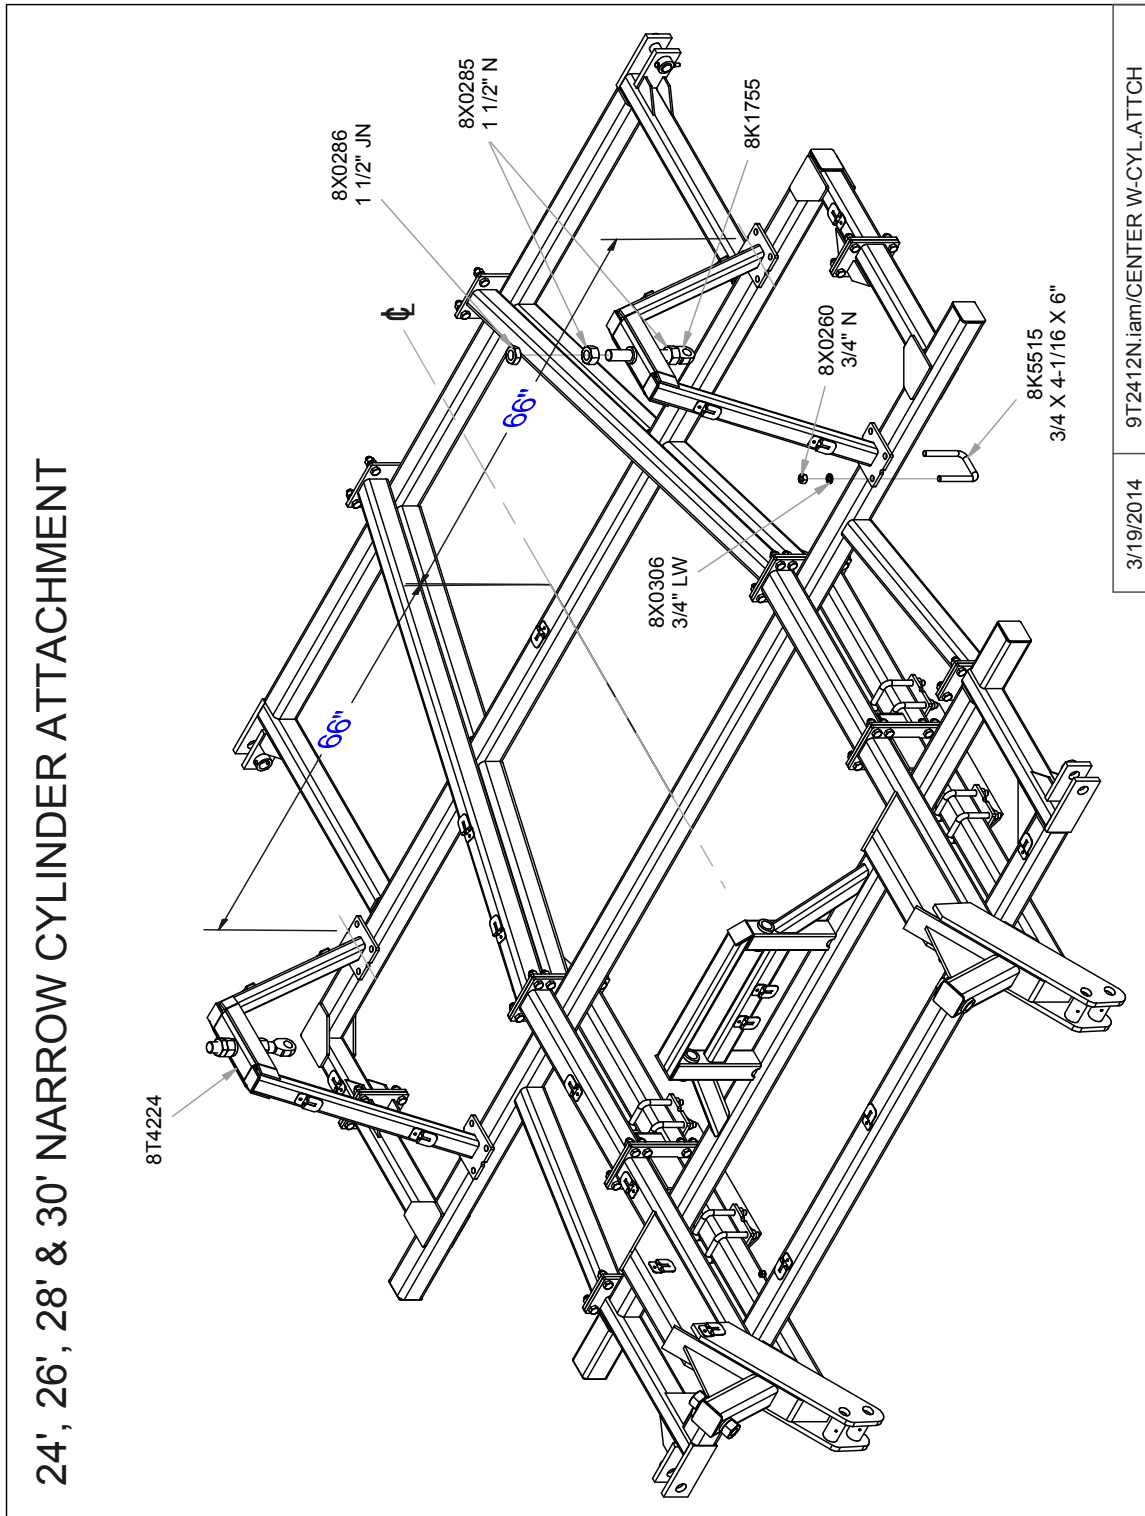 24', 26', 28' & 30' NARROW CYLINDER ATTACHMENT
8T4224
66"
66"
℄
8X0286
1 1/2" JN
8X0285
1 1/2" N
8K1755
8X0260
3/4" N
8X0306
3/4" LW
8K5515
3/4 X 4-1/16 X 6"
3/19/2014
9T2412N.iam/CENTER W-CYL.ATTCH